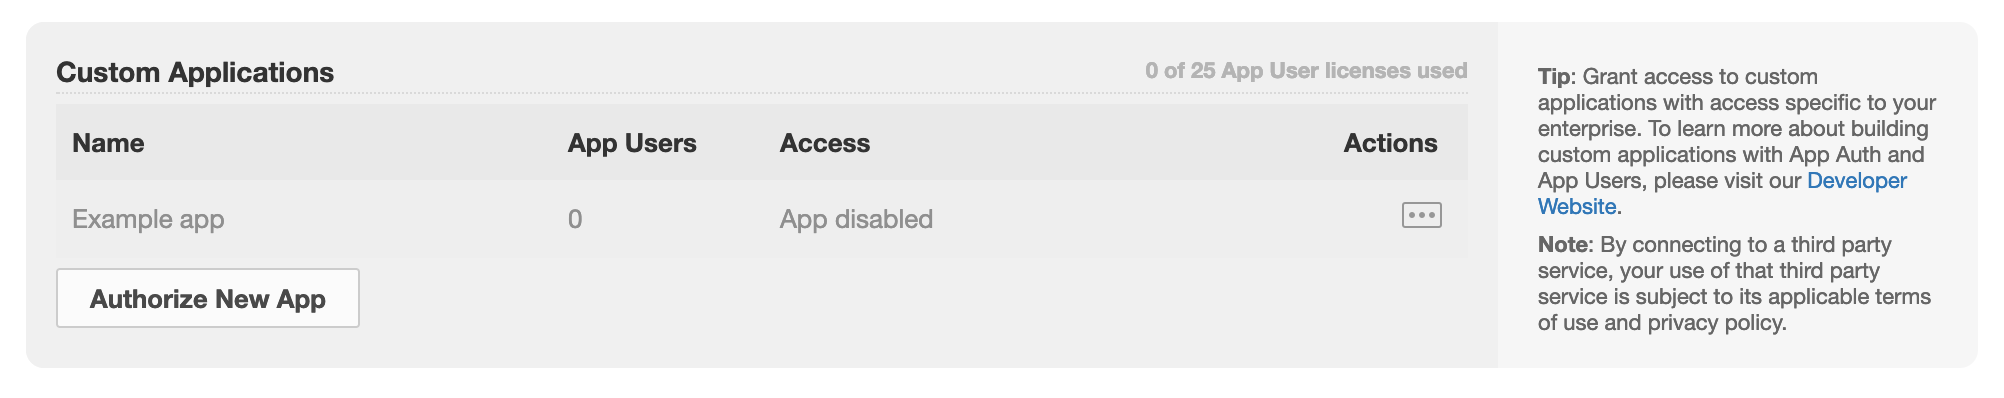 Custom Applications
0 of 25 App User licenses used
Name App Users Access Actions
Example app 0 App disabled
Authorize New App
Tip: Grant access to custom
applications with access specific to your
enterprise. To learn more about building
custom applications with App Auth and
App Users, please visit our Developer
Website.
Note: By connecting to a third party
service, your use of that third party
service is subject to its applicable terms
of use and privacy policy.